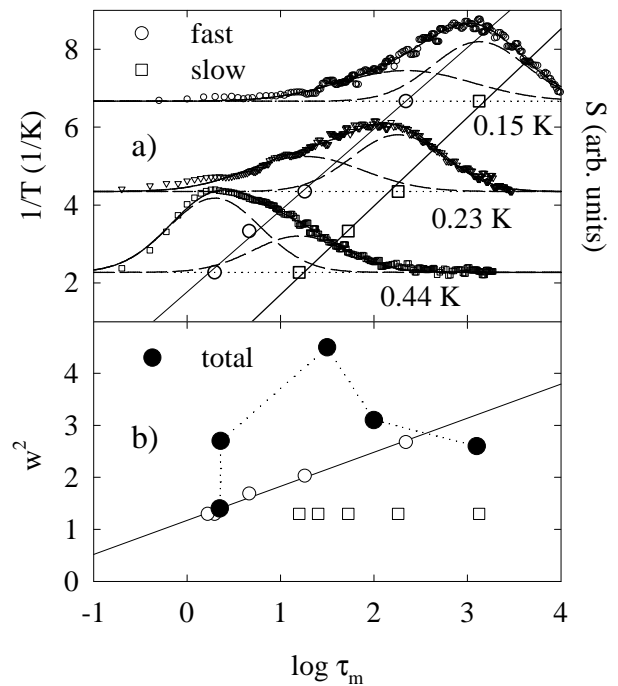 8
fast
slow
6
a)
0.15 K
1/T (1/K)
S (arb. units)
4
0.23 K
2
0.44 K
total
4
b)
3
w²
2
1
0
-1 0 1 2 3 4
log τₘ